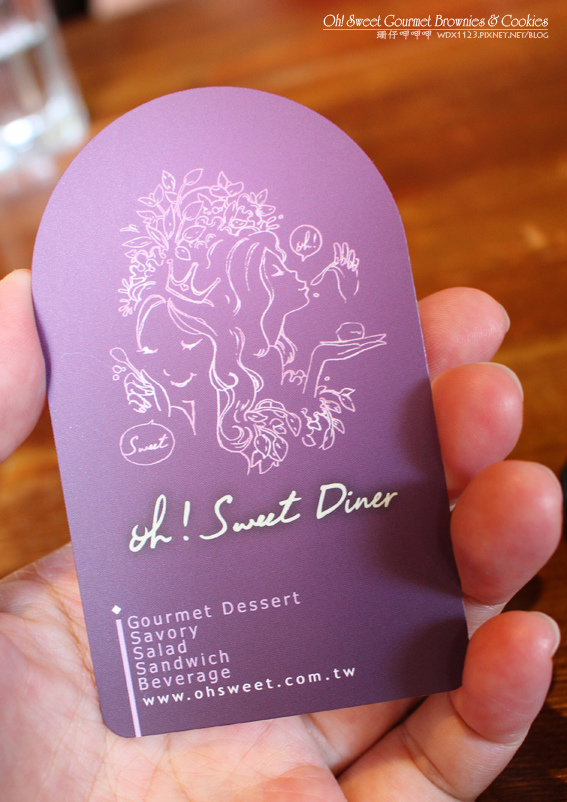 Oh! Sweet Gourmet Brownies & Cookies
WDX1123.PIXNET.NET/BLOG
oh!
Sweet
oh! Sweet Diner
Gourmet Dessert
Savory
Salad
Sandwich
Beverage
www.ohsweet.com.tw